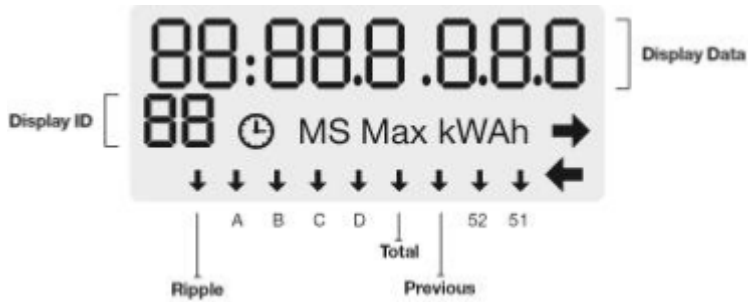 88:88.8.8.8.8
Display Data
Display ID
88
MS Max kWAh
A B C D 52 51
Total
Ripple
Previous